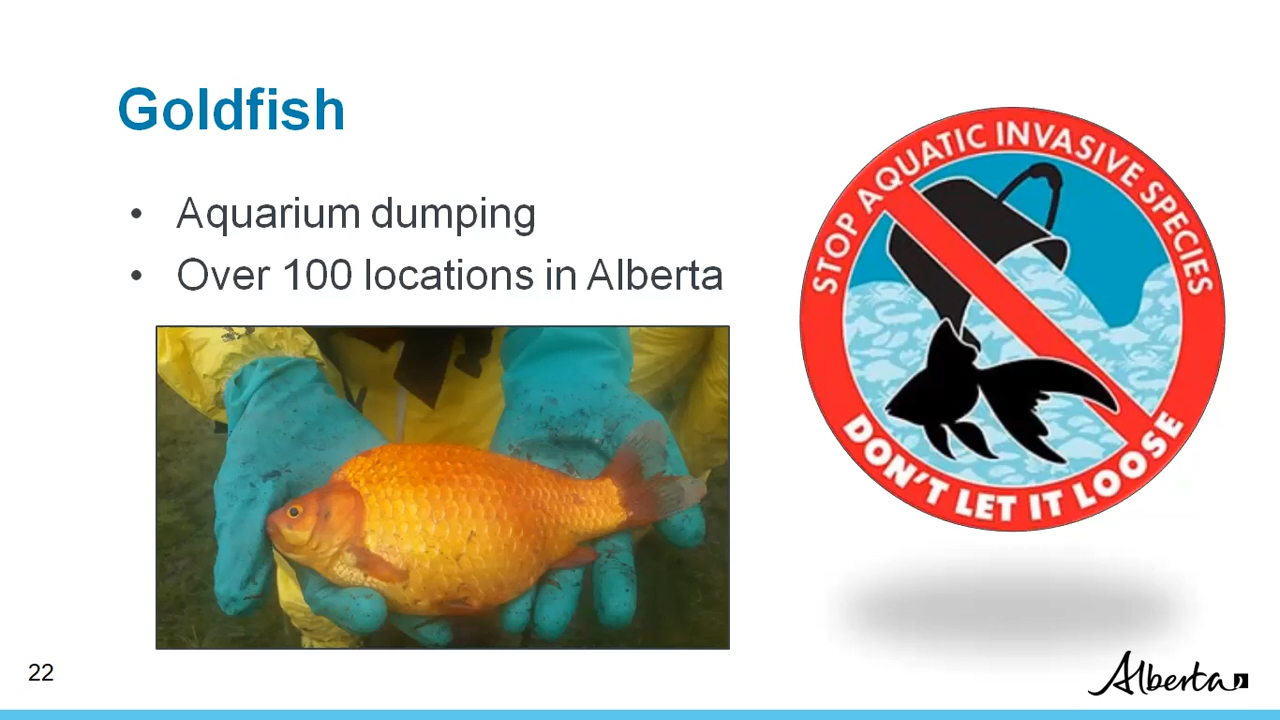 Goldfish
• Aquarium dumping
• Over 100 locations in Alberta
STOP AQUATIC INVASIVE SPECIES
DON'T LET IT LOOSE
22
Alberta